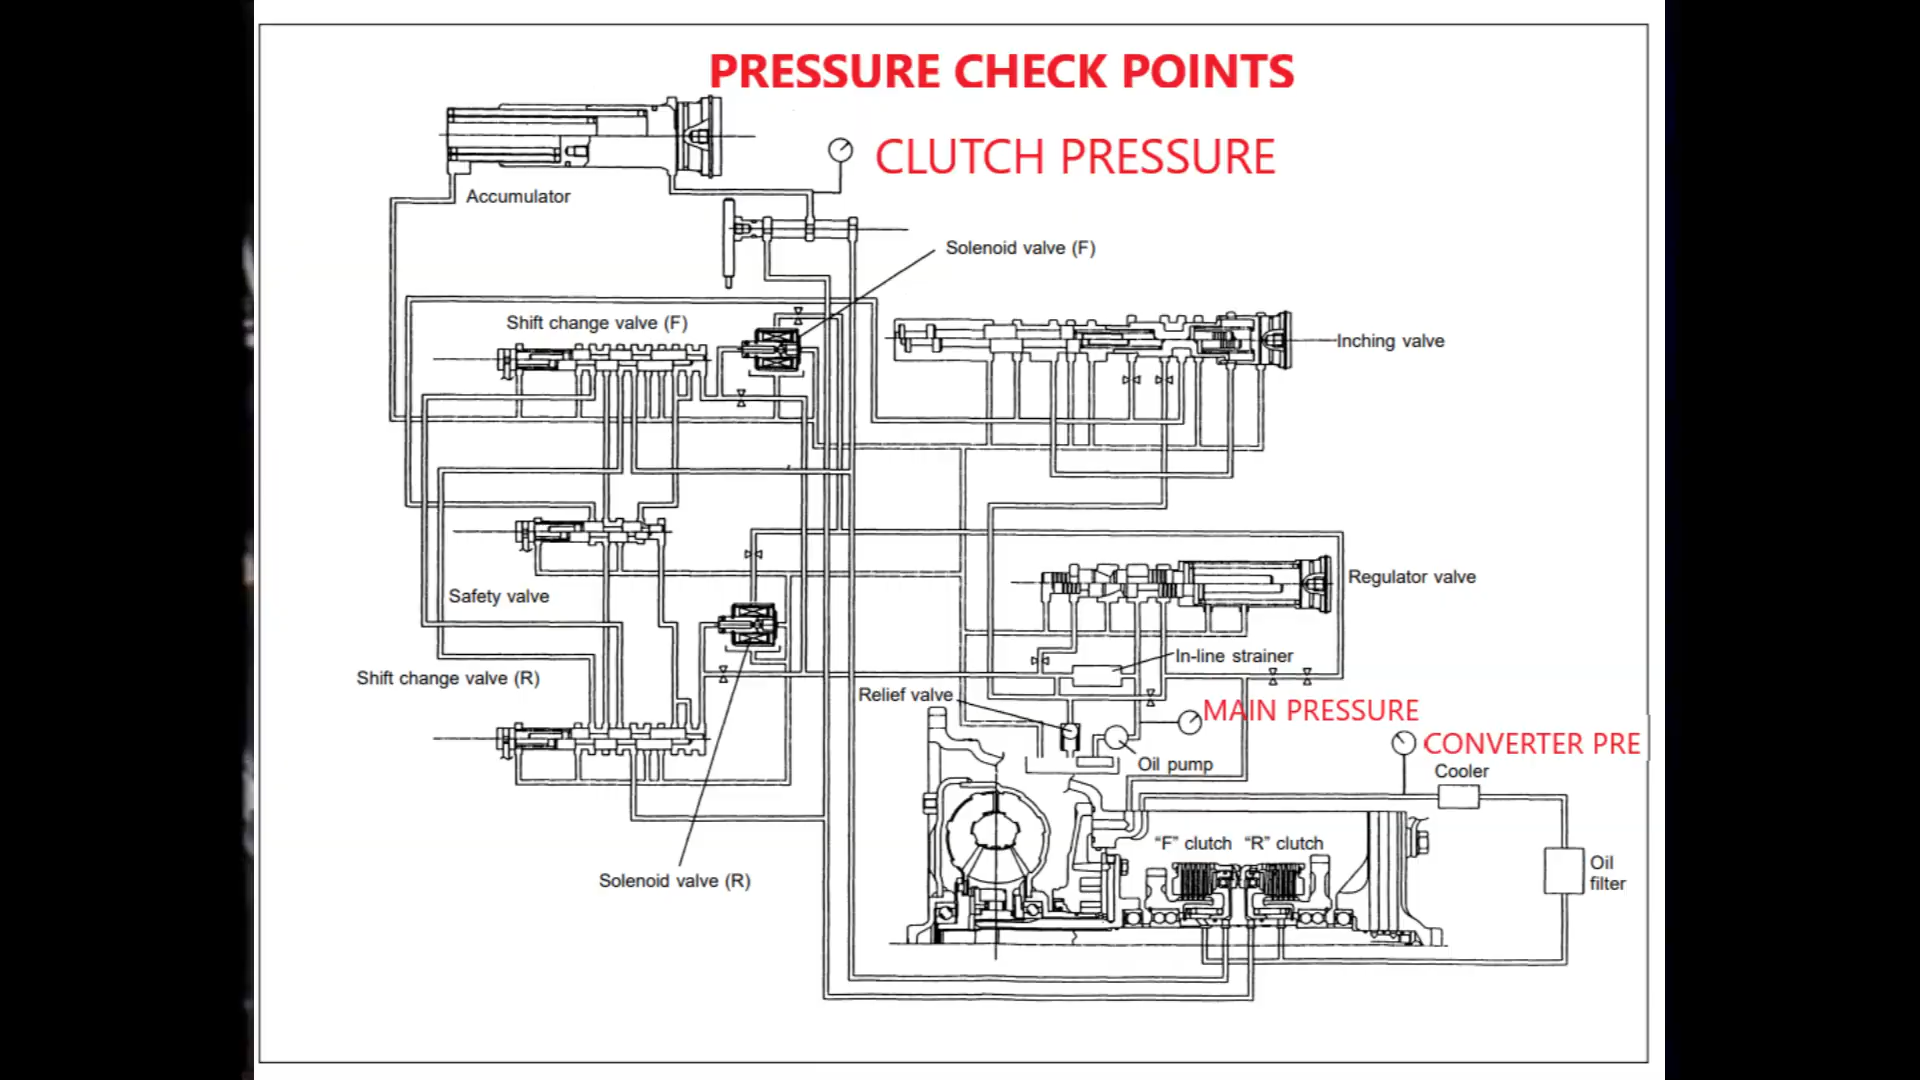 PRESSURE CHECK POINTS
CLUTCH PRESSURE
Accumulator
Solenoid valve (F)
Shift change valve (F)
Inching valve
Regulator valve
Safety valve
In-line strainer
Shift change valve (R)
Relief valve
MAIN PRESSURE
CONVERTER PRE
Oil pump
Cooler
“F” clutch “R” clutch
Oil
filter
Solenoid valve (R)